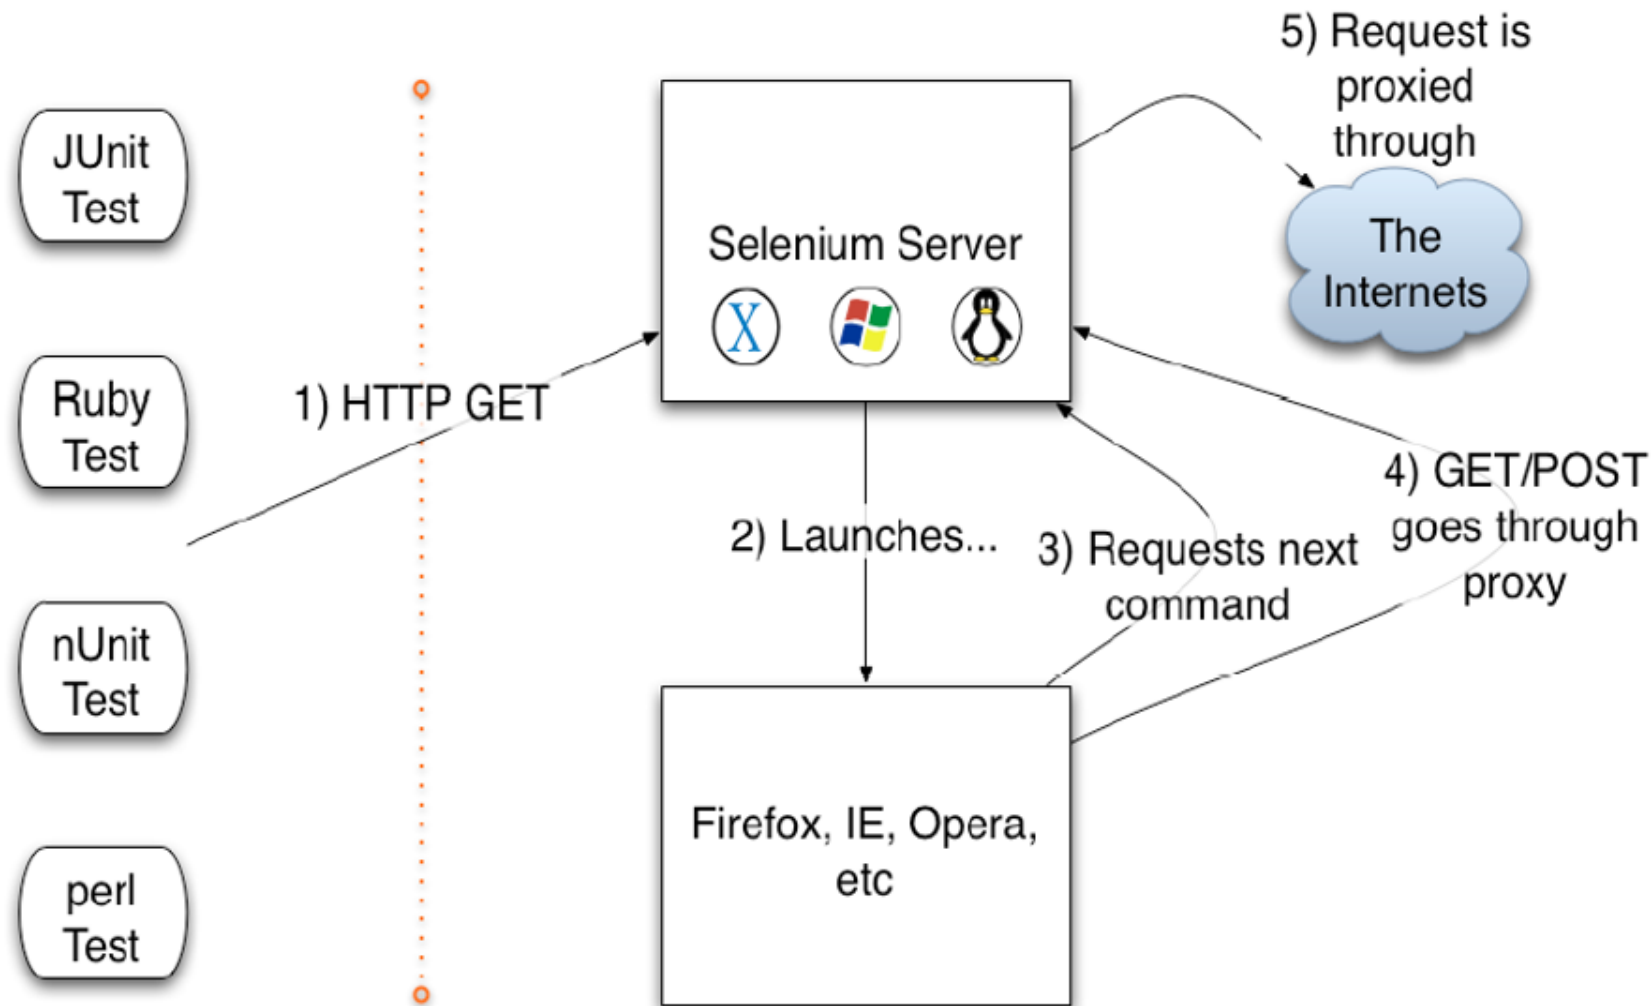 JUnit
Test
Ruby
Test
nUnit
Test
perl
Test
1) HTTP GET
Selenium Server
X
2) Launches...
3) Requests next
command
4) GET/POST
goes through
proxy
5) Request is
proxied
through
The
Internets
Firefox, IE, Opera,
etc